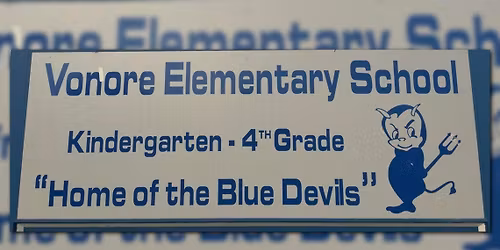 Vonore Elementary School
Kindergarten - 4TH Grade
"Home of the Blue Devils"